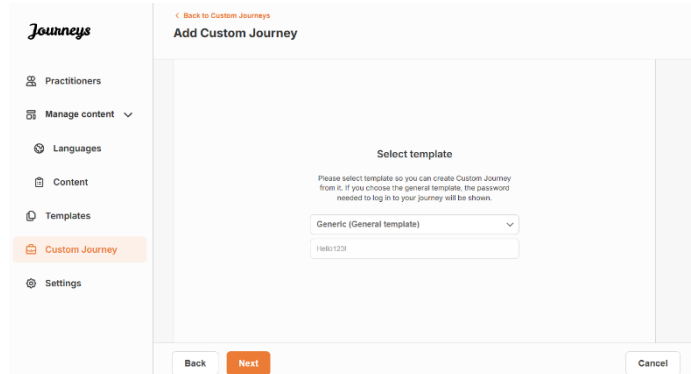 Journeys
< Back to Custom Journeys
Add Custom Journey
Practitioners
Manage content
Languages
Content
Templates
Custom Journey
Settings
Select template
Please select template so you can create Custom Journey
from it. If you choose the general template, the password
needed to log in to your journey will be shown.
Generic (General template)
Hello123!
Back
Next
Cancel